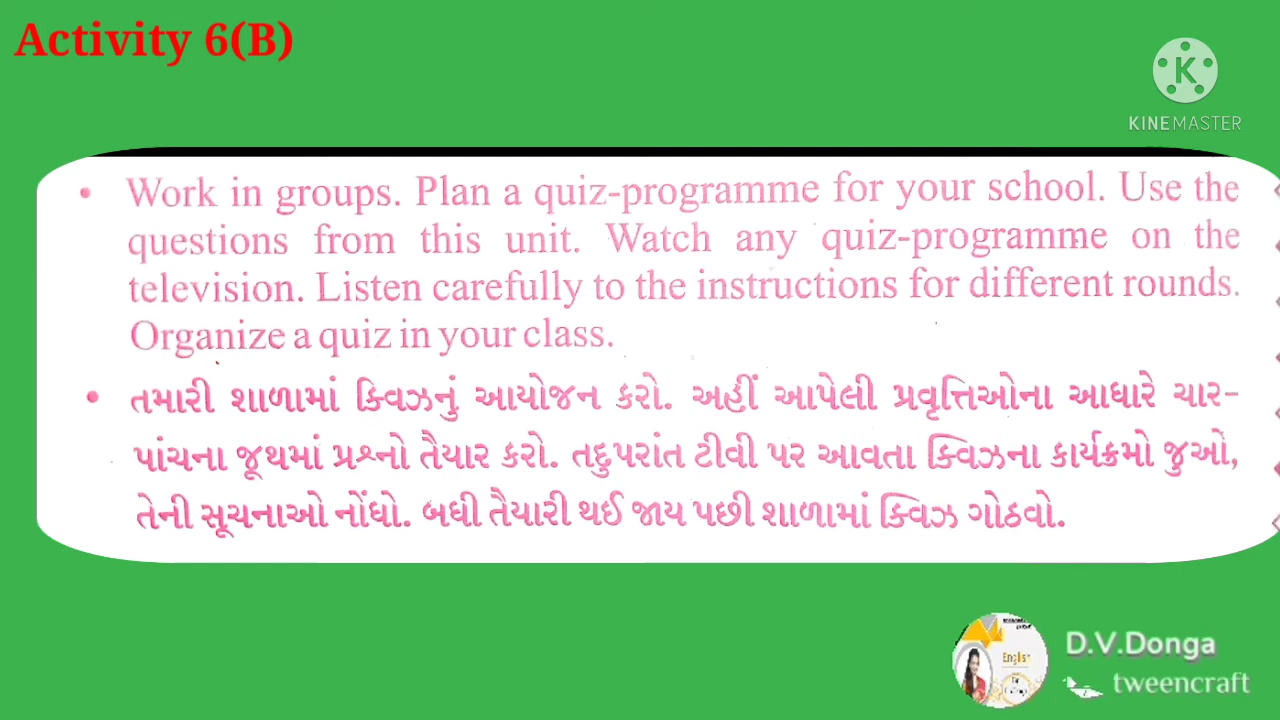 Activity 6(B)
KINEMASTER
• Work in groups. Plan a quiz-programme for your school. Use the
questions from this unit. Watch any quiz-programme on the
television. Listen carefully to the instructions for different rounds.
Organize a quiz in your class.
• તમારી શાળામાં ક્વિઝનું આયોજન કરો. અહીં આપેલી પ્રવૃત્તિઓના આધારે ચાર-
પાંચના જૂથમાં પ્રશ્નો તૈયાર કરો. તદુપરાંત ટીવી પર આવતા ક્વિઝના કાર્યક્રમો જુઓ,
તેની સૂચનાઓ નોંધો. બધી તૈયારી થઈ જાય પછી શાળામાં ક્વિઝ ગોઠવો.
English
D.V.Donga
tweencraft